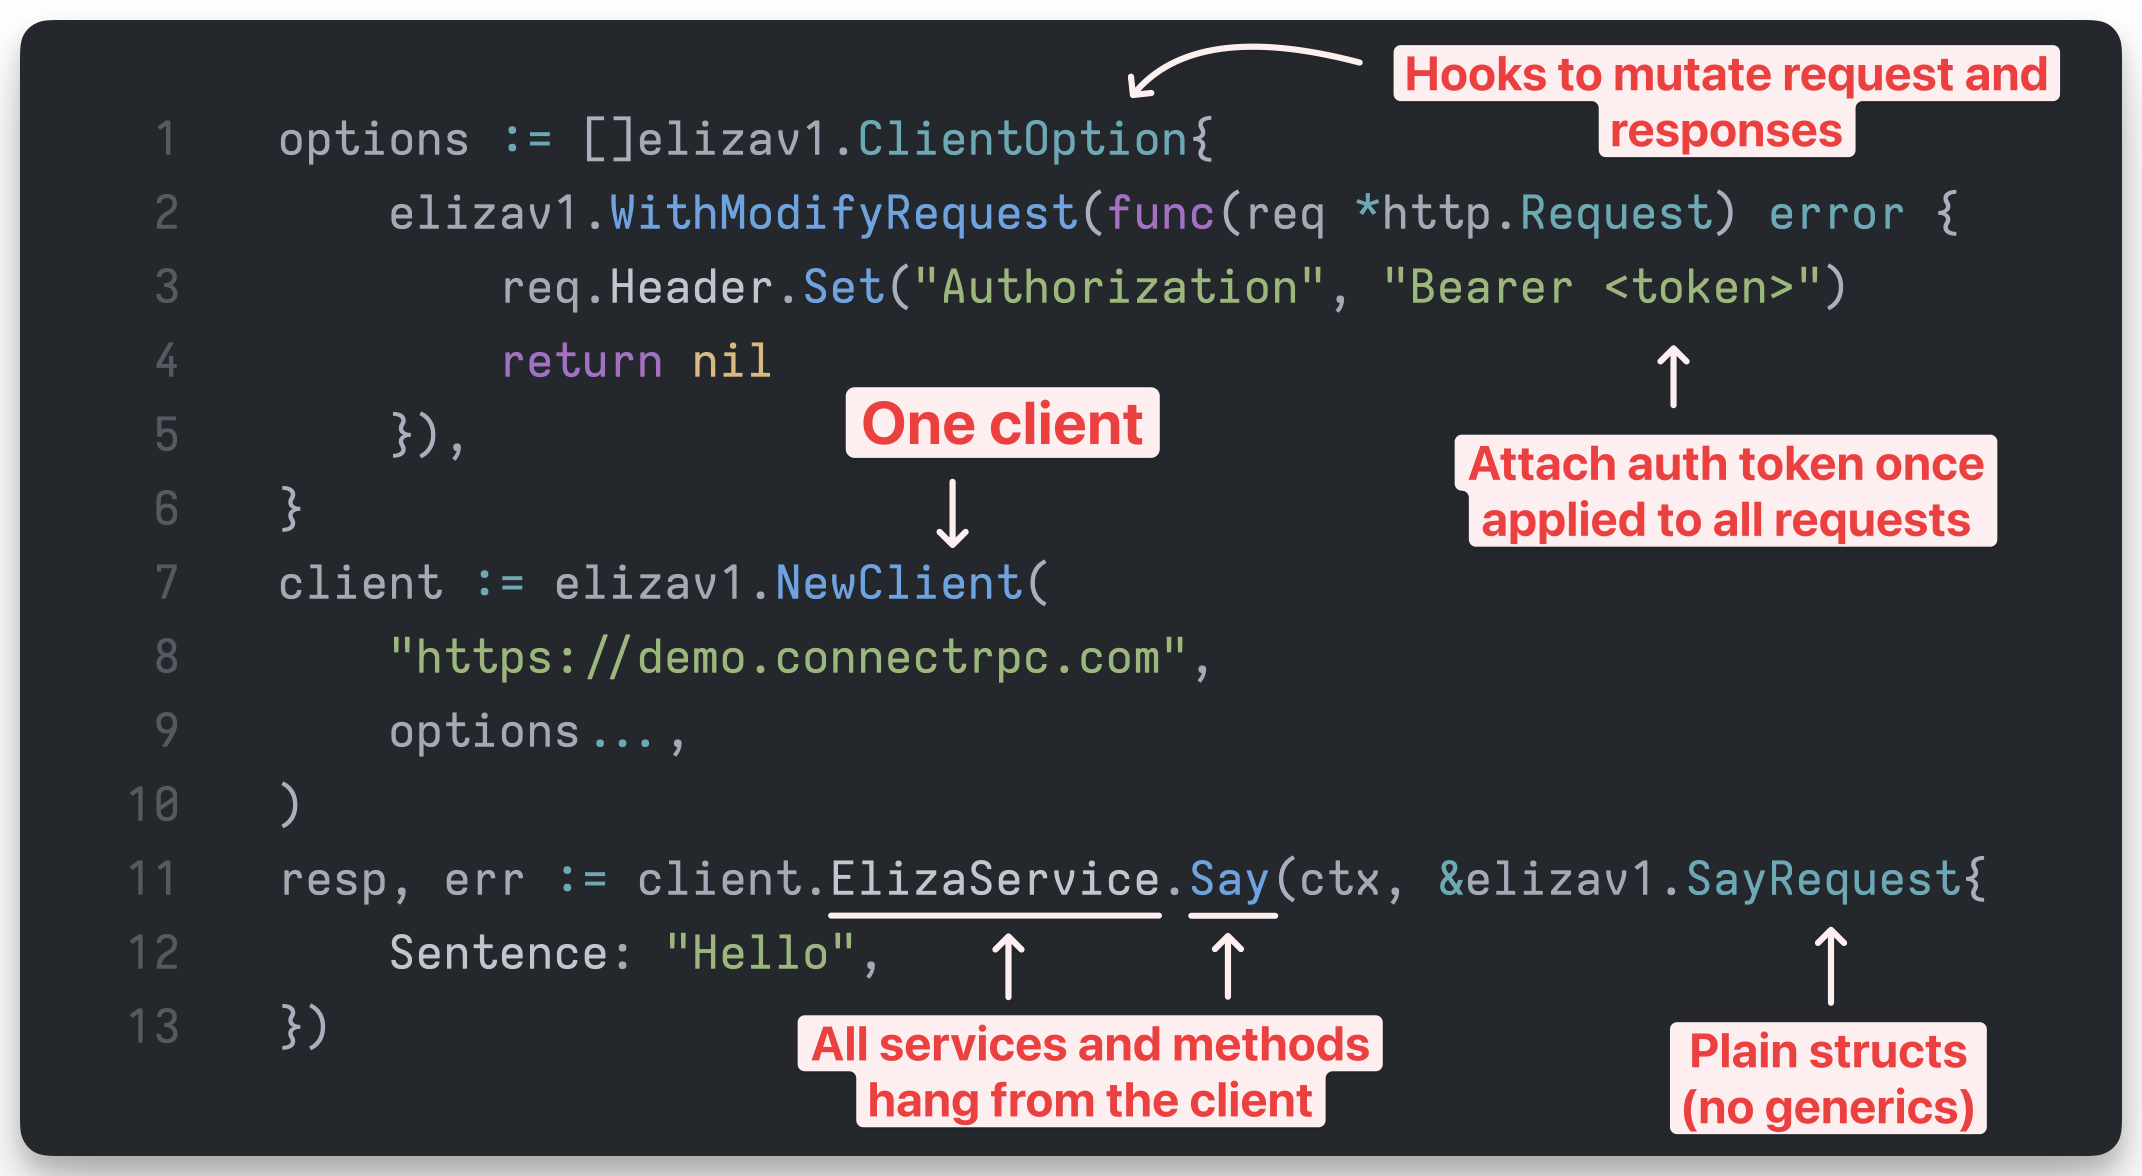 Hooks to mutate request and
responses
1 options := []elizav1.ClientOption{
2     elizav1.WithModifyRequest(func(req *http.Request) error {
3         req.Header.Set("Authorization", "Bearer <token>")
4         return nil
5     }),
6 }
One client
Attach auth token once
applied to all requests
7 client := elizav1.NewClient(
8     "https://demo.connectrpc.com",
9     options...,
10 )
11 resp, err := client.ElizaService.Say(ctx, &elizav1.SayRequest{
12     Sentence: "Hello",
13 })
All services and methods
hang from the client
Plain structs
(no generics)